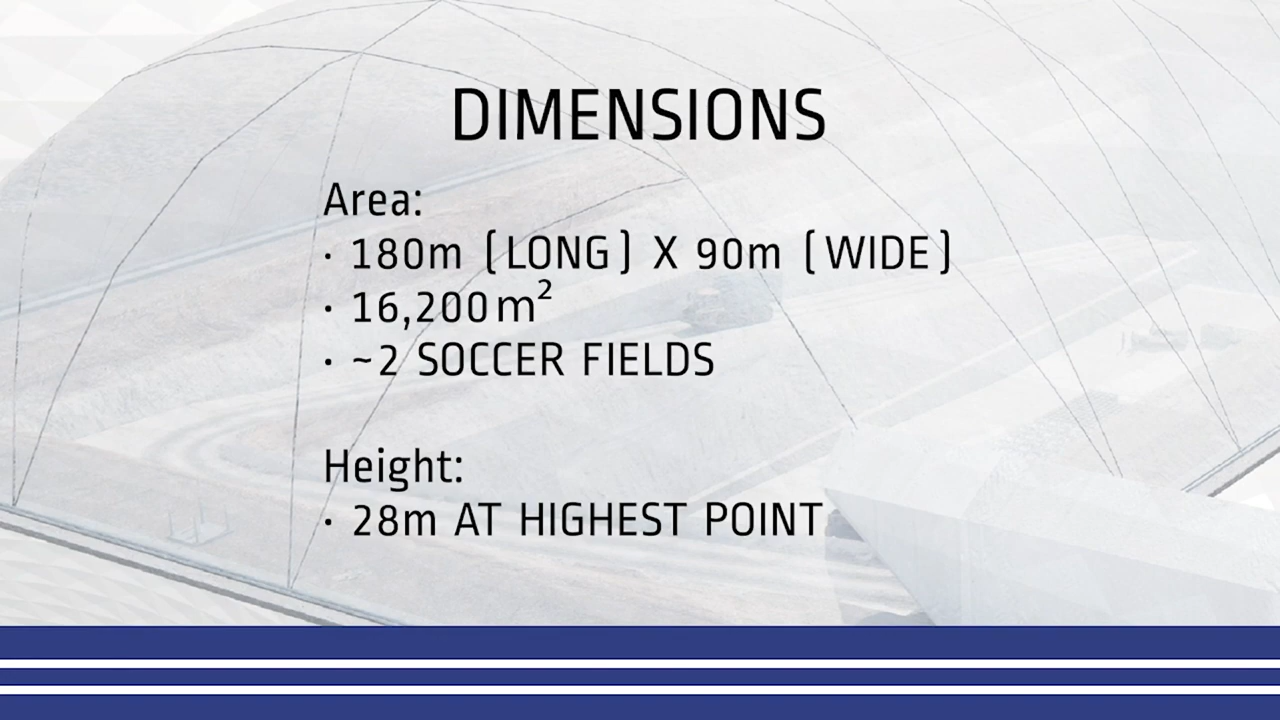 DIMENSIONS
Area:
· 180m (LONG) X 90m (WIDE)
· 16,200m²
· ~2 SOCCER FIELDS
Height:
· 28m AT HIGHEST POINT